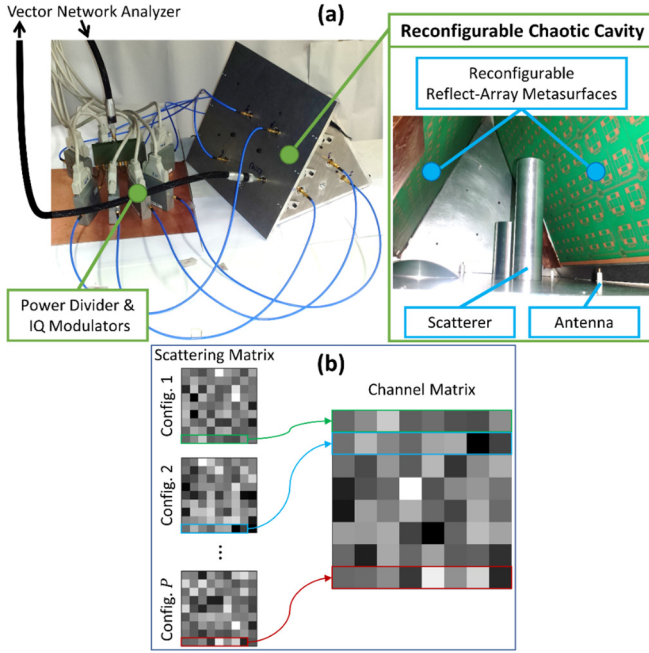 Vector Network Analyzer
(a)
Reconfigurable Chaotic Cavity
Reconfigurable
Reflect-Array Metasurfaces
Power Divider &
IQ Modulators
Scatterer
Antenna
Scattering Matrix
(b)
Channel Matrix
Config. 1
Config. 2
...
Config. P